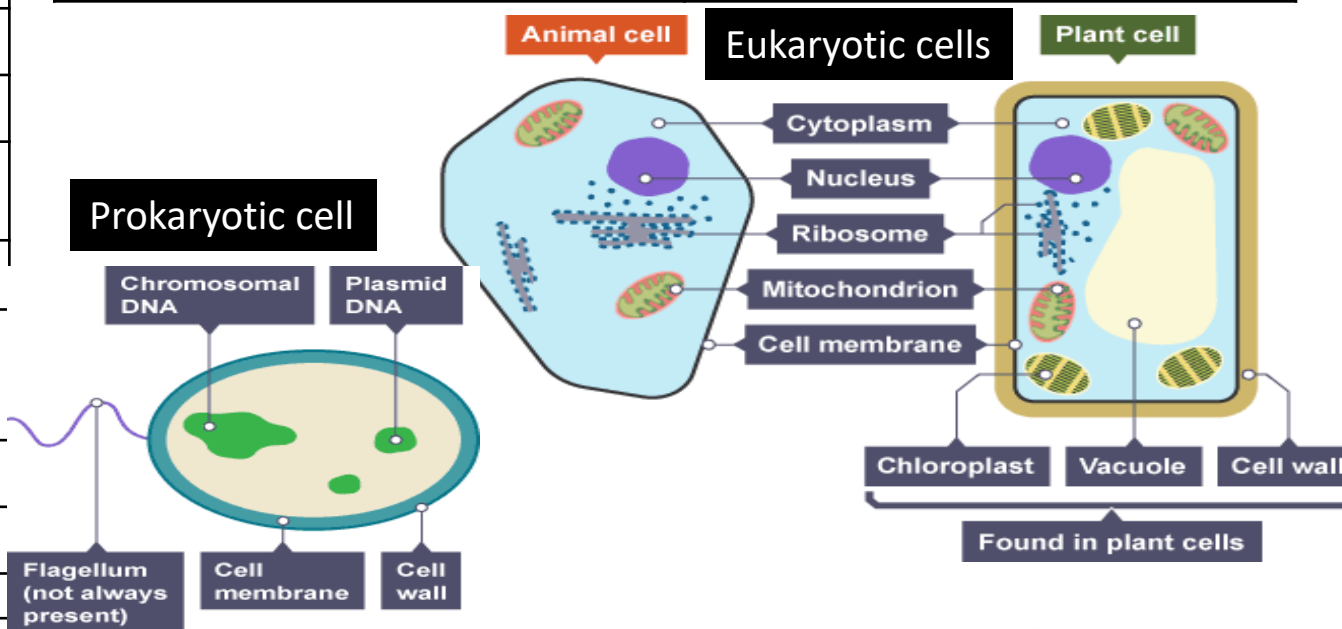 Animal cell
Eukaryotic cells
Plant cell
Cytoplasm
Nucleus
Ribosome
Mitochondrion
Cell membrane
Chloroplast
Vacuole
Cell wall
Found in plant cells
Prokaryotic cell
Chromosomal
DNA
Plasmid
DNA
Flagellum
(not always
present)
Cell
membrane
Cell
wall